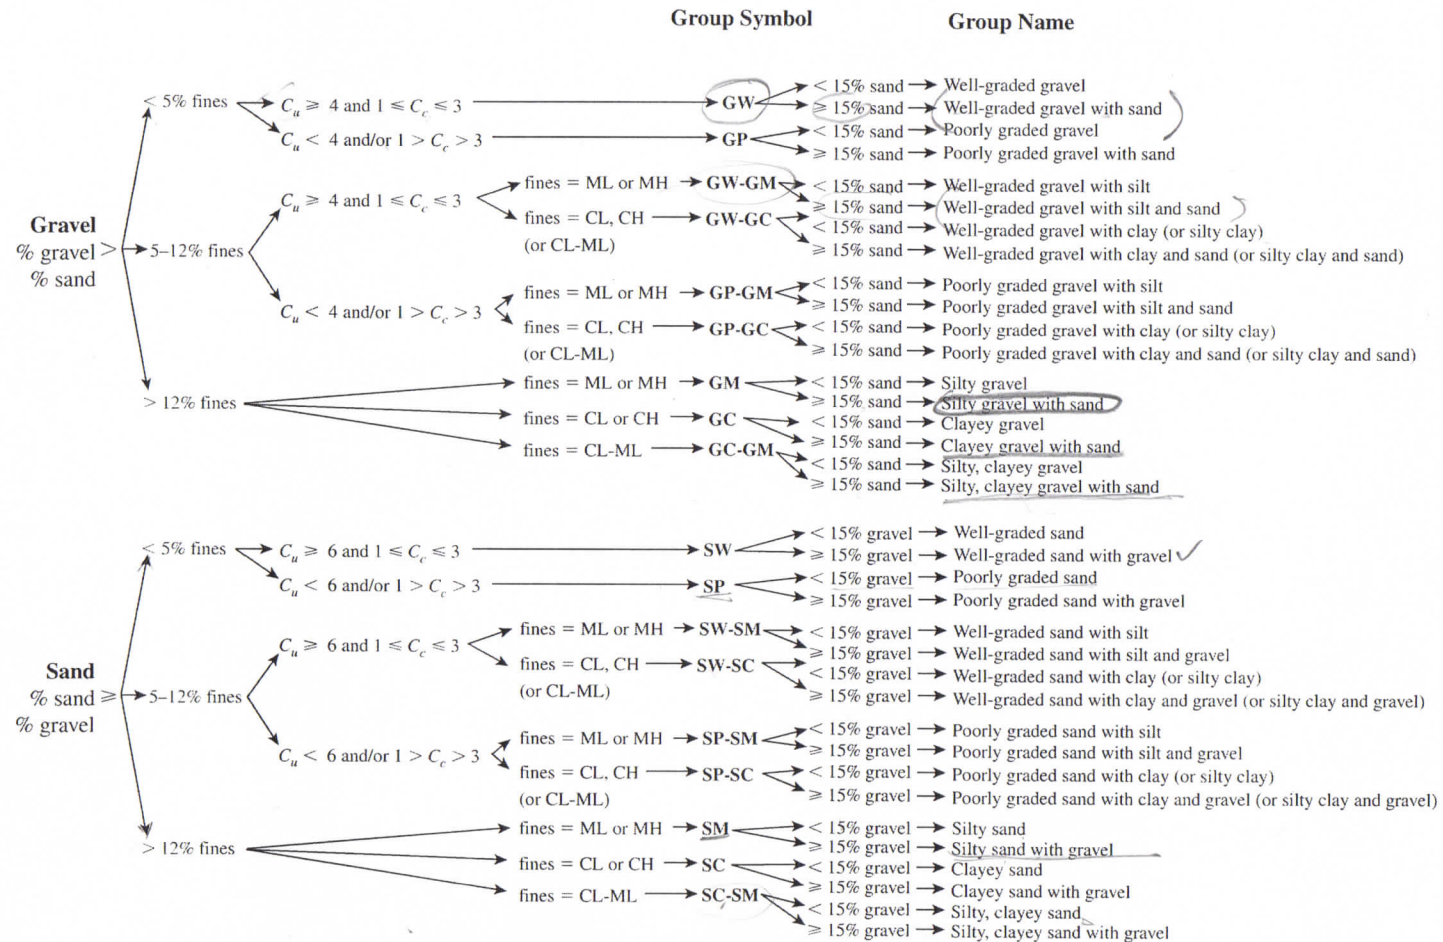 Group Symbol Group Name
< 15% sand → Well-graded gravel
< 5% fines → C_u ≥ 4 and 1 ≤ C_c ≤ 3 → GW → ≥ 15% sand → Well-graded gravel with sand
< 15% sand → Poorly graded gravel
C_u < 4 and/or 1 > C_c > 3 → GP → ≥ 15% sand → Poorly graded gravel with sand
fines = ML or MH → GW-GM → < 15% sand → Well-graded gravel with silt
C_u ≥ 4 and 1 ≤ C_c ≤ 3 ≥ 15% sand → Well-graded gravel with silt and sand
fines = CL, CH → GW-GC → < 15% sand → Well-graded gravel with clay (or silty clay)
(or CL-ML) ≥ 15% sand → Well-graded gravel with clay and sand (or silty clay and sand)
Gravel
% gravel > 5–12% fines
% sand
fines = ML or MH → GP-GM → < 15% sand → Poorly graded gravel with silt
C_u < 4 and/or 1 > C_c > 3 ≥ 15% sand → Poorly graded gravel with silt and sand
fines = CL, CH → GP-GC → < 15% sand → Poorly graded gravel with clay (or silty clay)
(or CL-ML) ≥ 15% sand → Poorly graded gravel with clay and sand (or silty clay and sand)
fines = ML or MH → GM → < 15% sand → Silty gravel
> 12% fines ≥ 15% sand → Silty gravel with sand
fines = CL or CH → GC → < 15% sand → Clayey gravel
≥ 15% sand → Clayey gravel with sand
fines = CL-ML → GC-GM → < 15% sand → Silty, clayey gravel
≥ 15% sand → Silty, clayey gravel with sand
< 15% gravel → Well-graded sand
< 5% fines → C_u ≥ 6 and 1 ≤ C_c ≤ 3 → SW → ≥ 15% gravel → Well-graded sand with gravel ✓
C_u < 6 and/or 1 > C_c > 3 → SP → < 15% gravel → Poorly graded sand
≥ 15% gravel → Poorly graded sand with gravel
fines = ML or MH → SW-SM → < 15% gravel → Well-graded sand with silt
C_u ≥ 6 and 1 ≤ C_c ≤ 3 ≥ 15% gravel → Well-graded sand with silt and gravel
fines = CL, CH → SW-SC → < 15% gravel → Well-graded sand with clay (or silty clay)
(or CL-ML) ≥ 15% gravel → Well-graded sand with clay and gravel (or silty clay and gravel)
Sand
% sand ≥ 5–12% fines
% gravel
fines = ML or MH → SP-SM → < 15% gravel → Poorly graded sand with silt
C_u < 6 and/or 1 > C_c > 3 ≥ 15% gravel → Poorly graded sand with silt and gravel
fines = CL, CH → SP-SC → < 15% gravel → Poorly graded sand with clay (or silty clay)
(or CL-ML) ≥ 15% gravel → Poorly graded sand with clay and gravel (or silty clay and gravel)
fines = ML or MH → SM → < 15% gravel → Silty sand
> 12% fines ≥ 15% gravel → Silty sand with gravel
fines = CL or CH → SC → < 15% gravel → Clayey sand
≥ 15% gravel → Clayey sand with gravel
fines = CL-ML → SC-SM → < 15% gravel → Silty, clayey sand
≥ 15% gravel → Silty, clayey sand with gravel